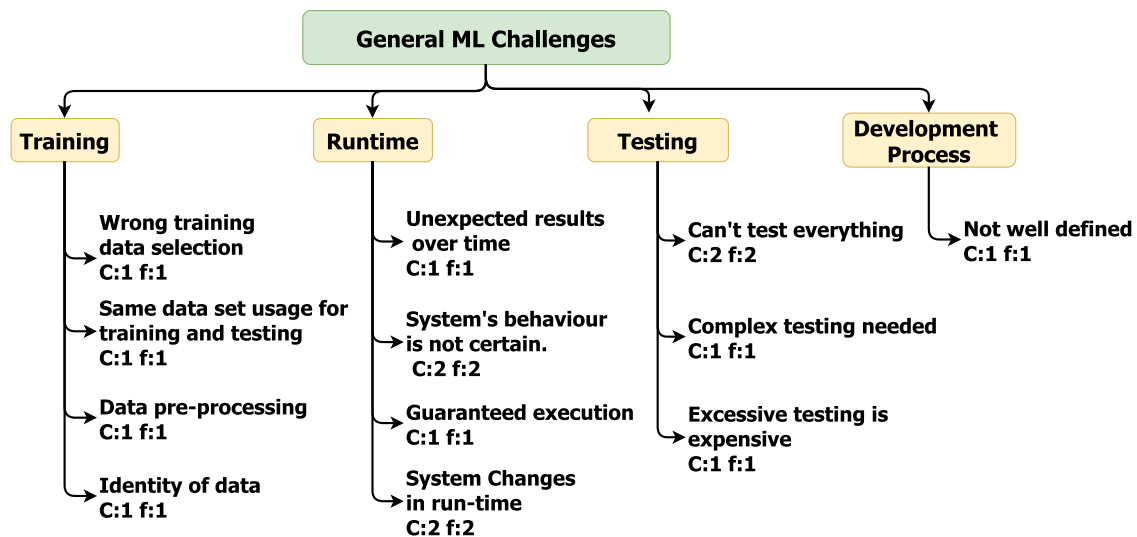 General ML Challenges
Training
Runtime
Testing
Development
Process
Wrong training
data selection
C:1 f:1
Same data set usage for
training and testing
C:1 f:1
Data pre-processing
C:1 f:1
Identity of data
C:1 f:1
Unexpected results
over time
C:1 f:1
System's behaviour
is not certain.
C:2 f:2
Guaranteed execution
C:1 f:1
System Changes
in run-time
C:2 f:2
Can't test everything
C:2 f:2
Complex testing needed
C:1 f:1
Excessive testing is
expensive
C:1 f:1
Not well defined
C:1 f:1